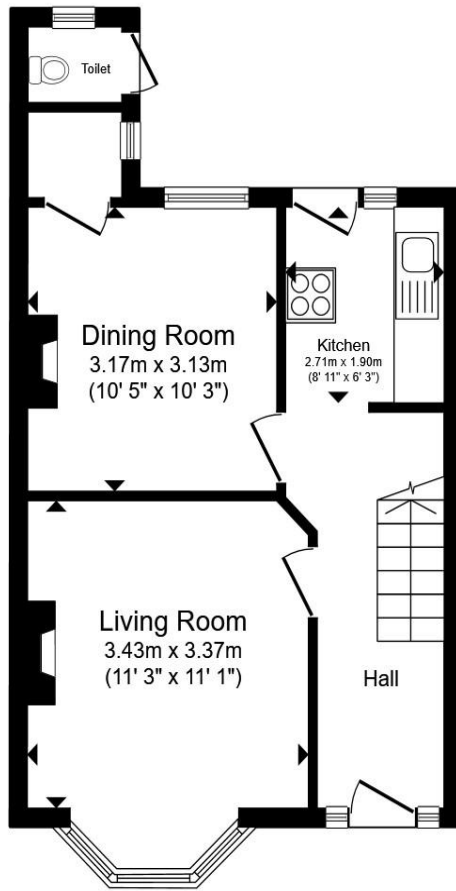 Toilet
Dining Room
3.17m x 3.13m
(10' 5" x 10' 3")
Kitchen
2.71m x 1.90m
(8' 11" x 6' 3")
Living Room
3.43m x 3.37m
(11' 3" x 11' 1")
Hall